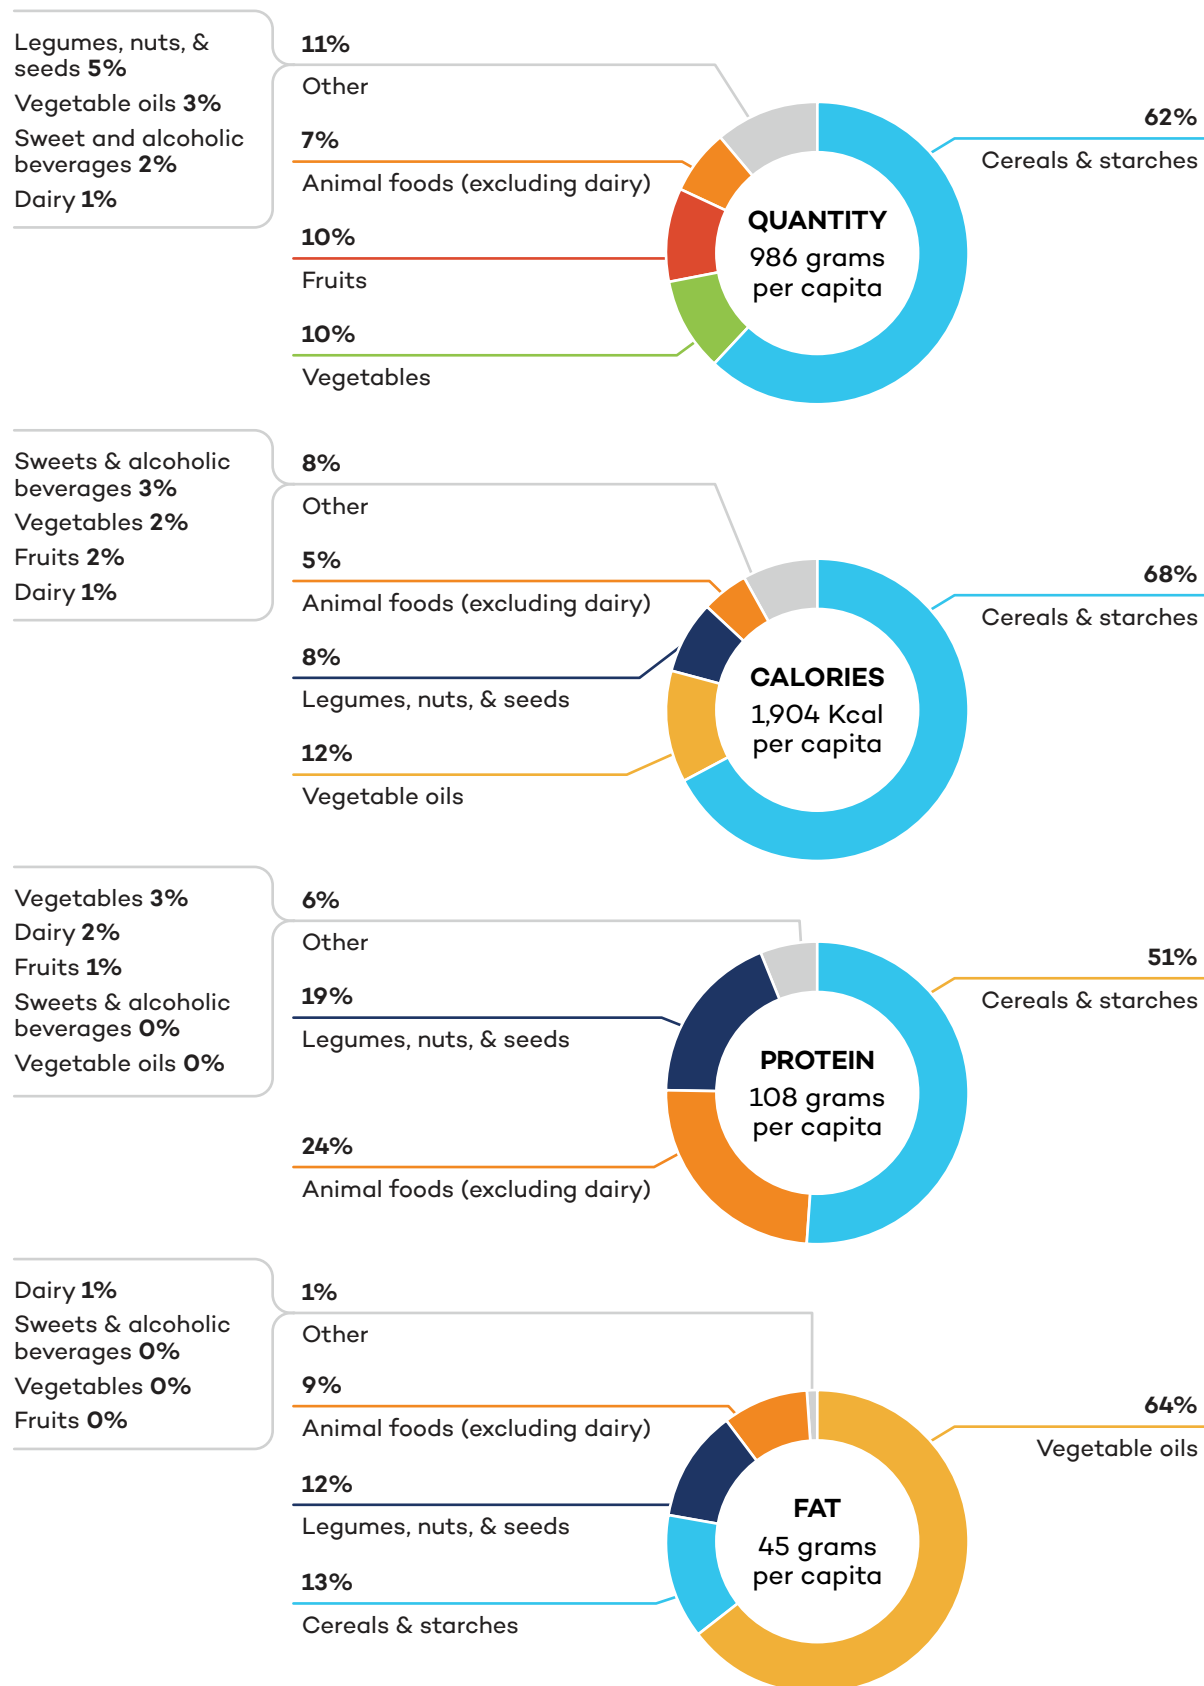 Legumes, nuts, &
seeds 5%
Vegetable oils 3%
Sweet and alcoholic
beverages 2%
Dairy 1%
11%
Other
7%
Animal foods (excluding dairy)
10%
Fruits
10%
Vegetables
62%
Cereals & starches
QUANTITY
986 grams
per capita
Sweets & alcoholic
beverages 3%
Vegetables 2%
Fruits 2%
Dairy 1%
8%
Other
5%
Animal foods (excluding dairy)
8%
Legumes, nuts, & seeds
12%
Vegetable oils
68%
Cereals & starches
CALORIES
1,904 Kcal
per capita
Vegetables 3%
Dairy 2%
Fruits 1%
Sweets & alcoholic
beverages 0%
Vegetable oils 0%
6%
Other
19%
Legumes, nuts, & seeds
24%
Animal foods (excluding dairy)
51%
Cereals & starches
PROTEIN
108 grams
per capita
Dairy 1%
Sweets & alcoholic
beverages 0%
Vegetables 0%
Fruits 0%
1%
Other
9%
Animal foods (excluding dairy)
12%
Legumes, nuts, & seeds
13%
Cereals & starches
64%
Vegetable oils
FAT
45 grams
per capita